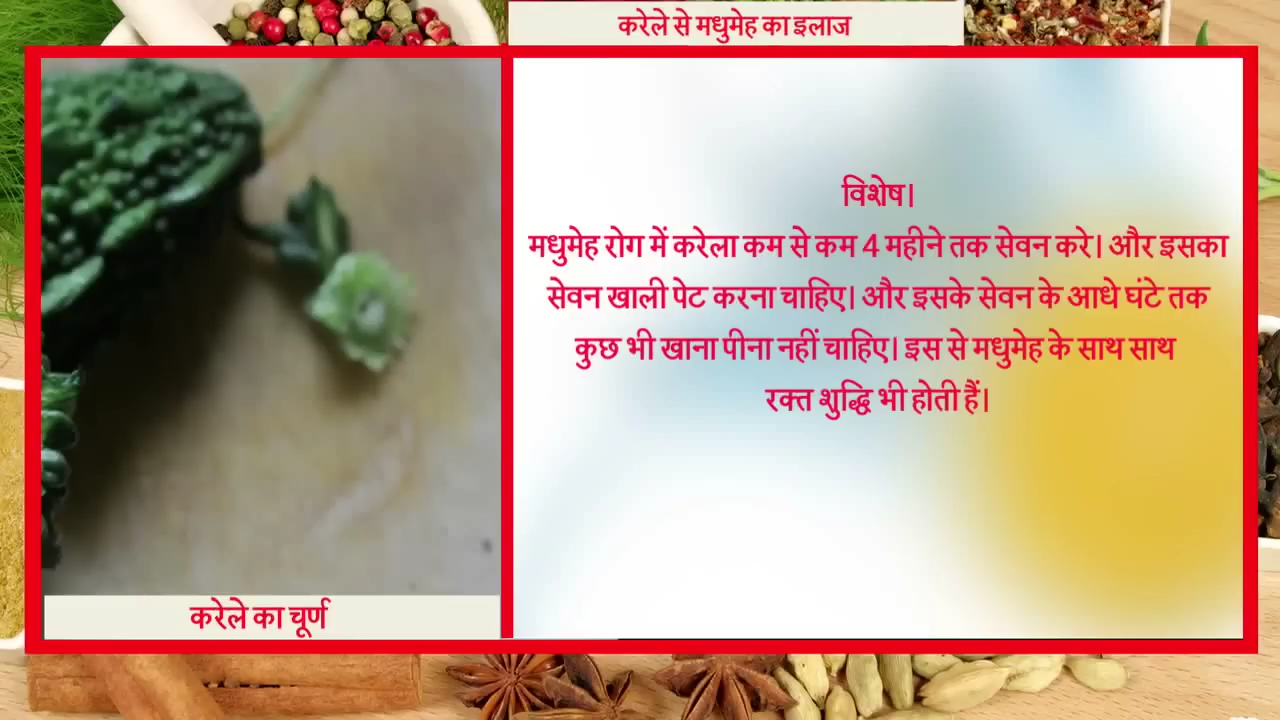 करेले से मधुमेह का इलाज
विशेष।
मधुमेह रोग में करेला कम से कम 4 महीने तक सेवन करे। और इसका
सेवन खाली पेट करना चाहिए। और इसके सेवन के आधे घंटे तक
कुछ भी खाना पीना नहीं चाहिए। इस से मधुमेह के साथ साथ
रक्त शुद्धि भी होती हैं।
करेले का चूर्ण